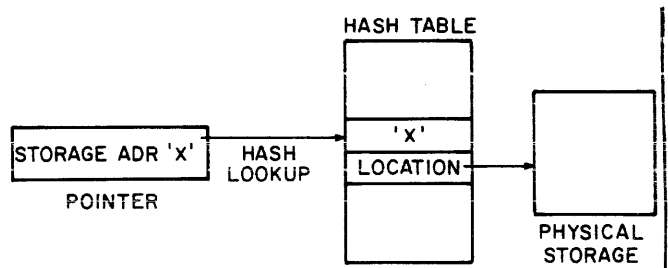 HASH TABLE
STORAGE ADR 'X'
POINTER
HASH
LOOKUP
'X'
LOCATION
PHYSICAL
STORAGE